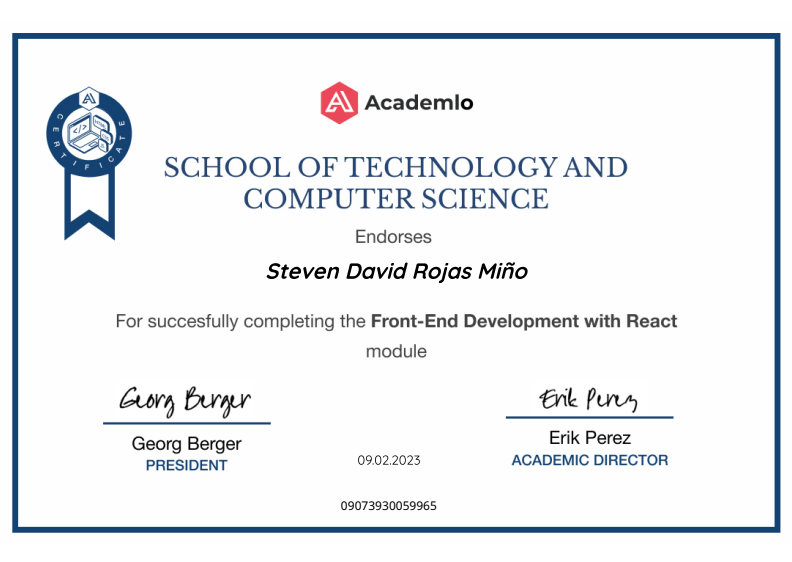 Academlo
CERTIFICATE
SCHOOL OF TECHNOLOGY AND
COMPUTER SCIENCE
Endorses
Steven David Rojas Miño
For succesfully completing the Front-End Development with React
module
Georg Berger
Erik Perez
Georg Berger
Erik Perez
PRESIDENT
09.02.2023
ACADEMIC DIRECTOR
09073930059965